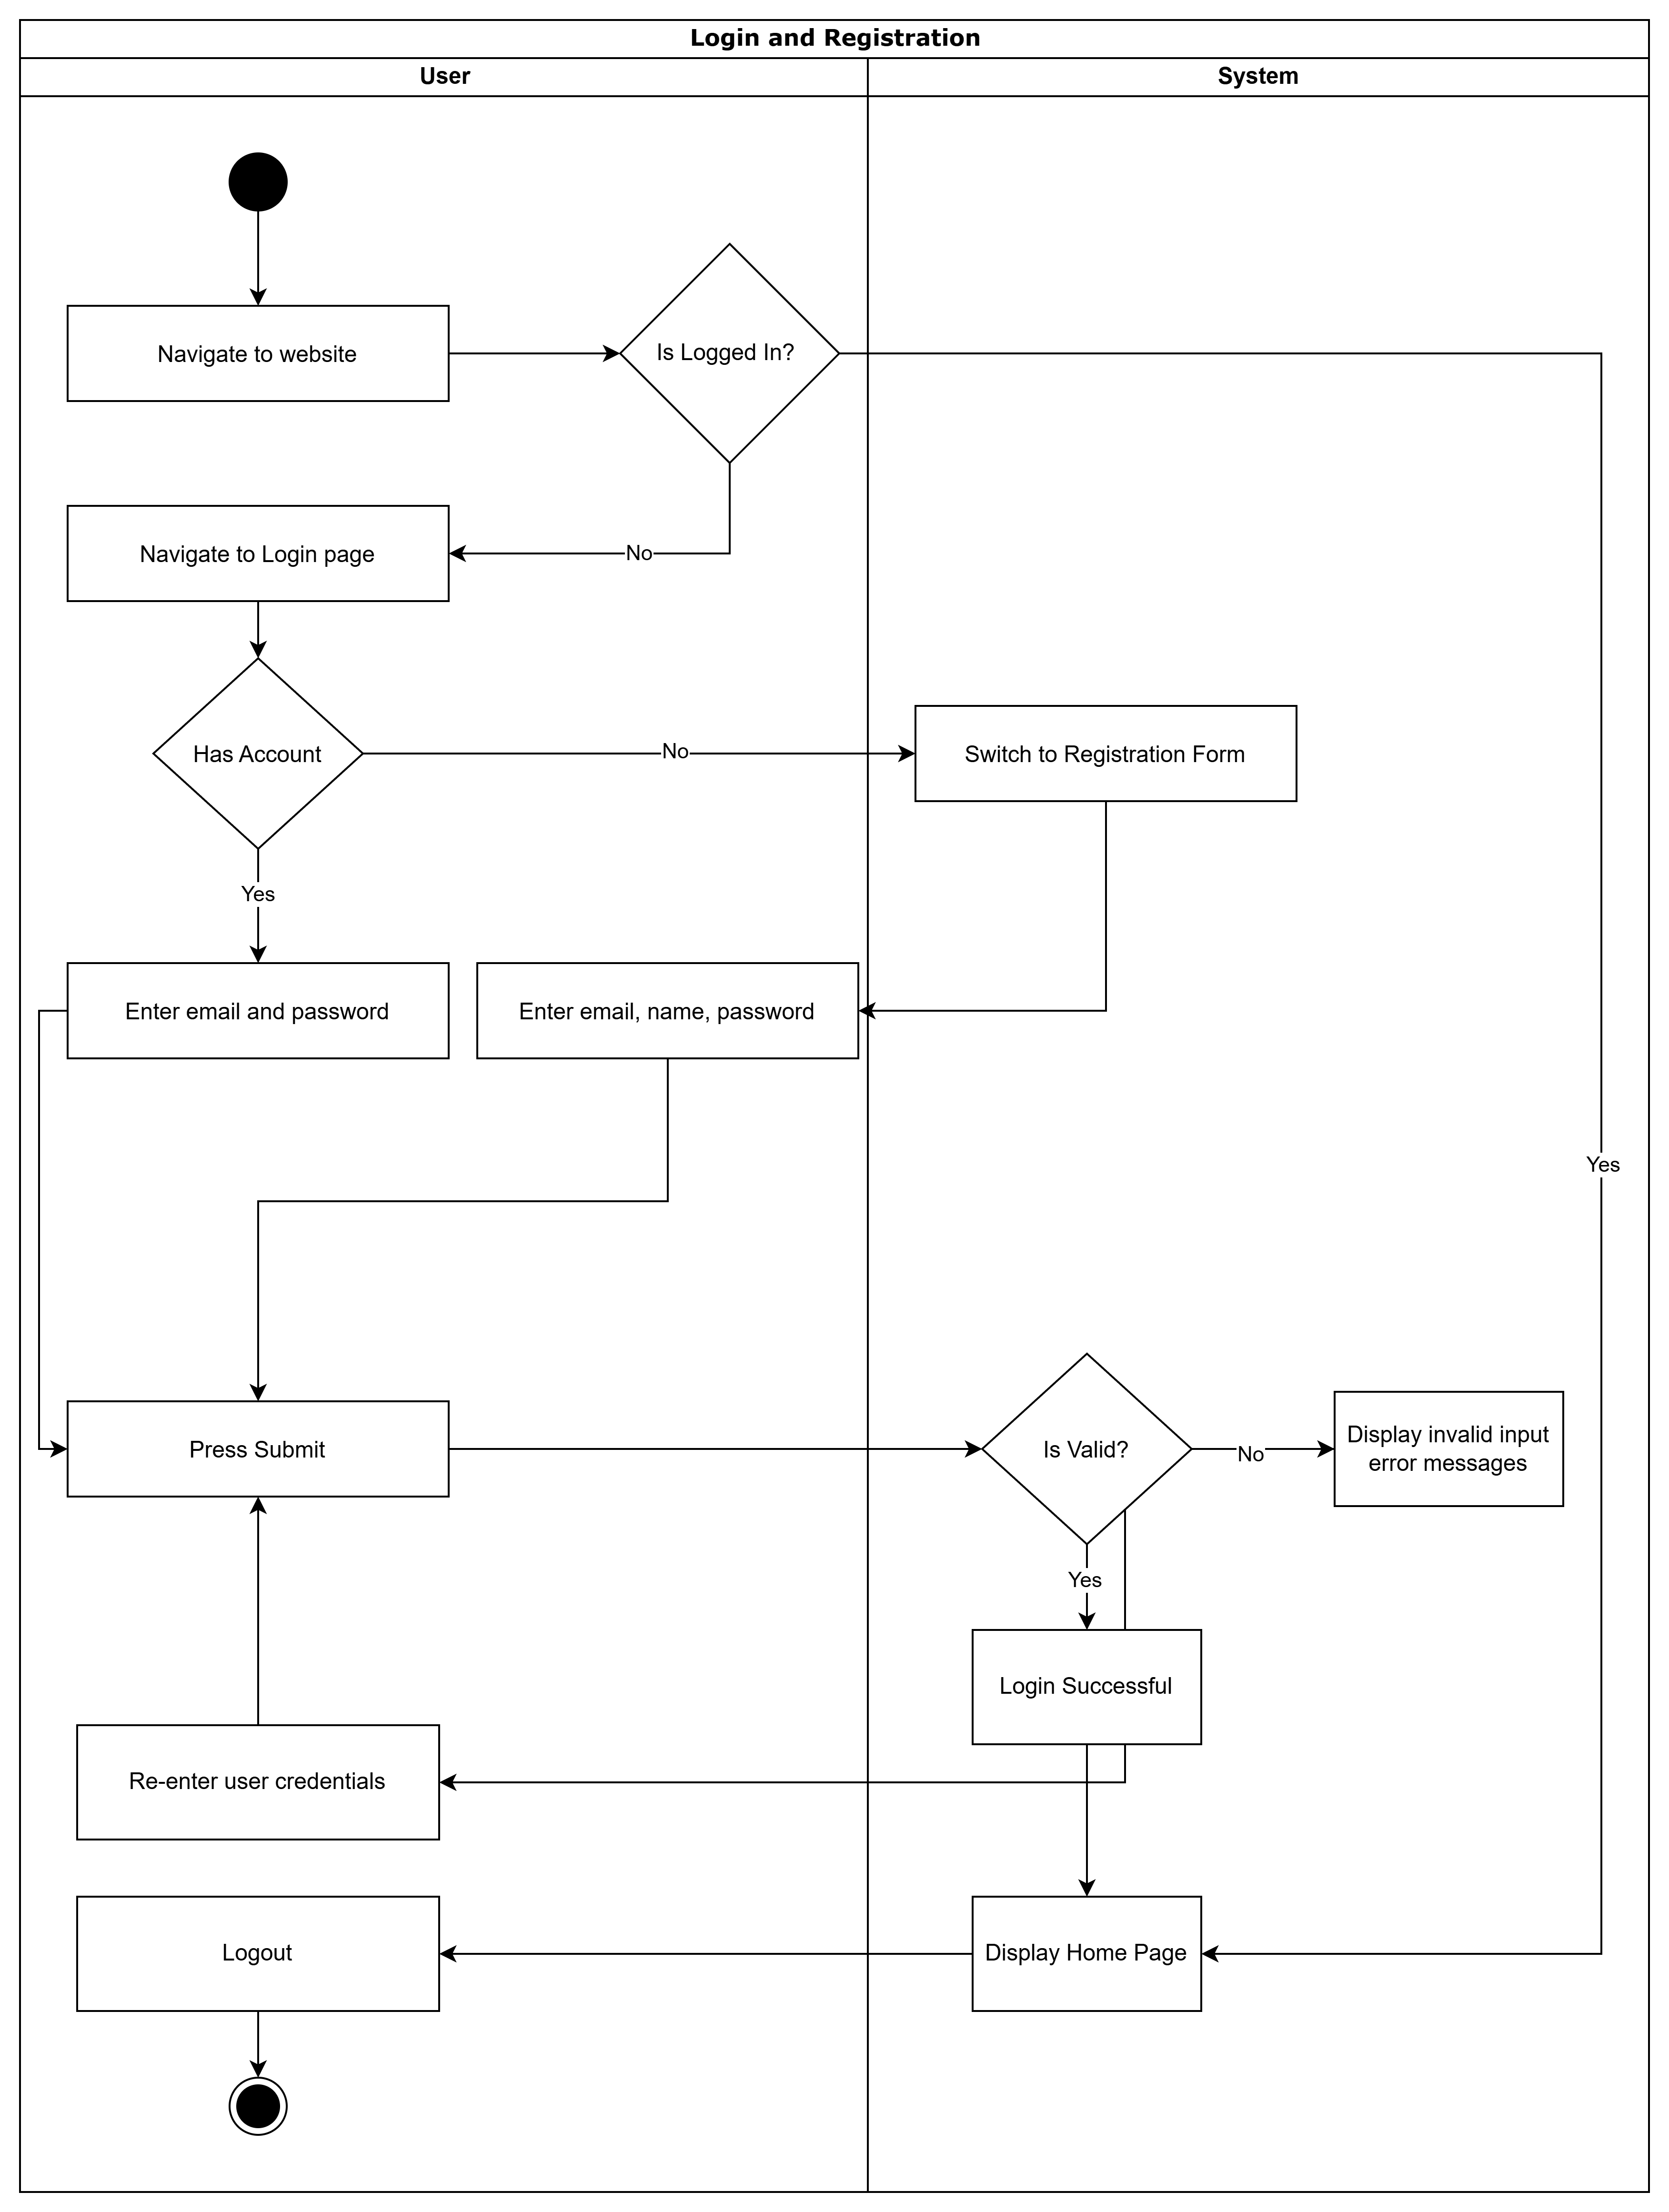 Login and Registration
User
System
Navigate to website
Is Logged In?
Navigate to Login page
No
Has Account
No
Switch to Registration Form
Yes
Enter email and password
Enter email, name, password
Yes
Press Submit
Is Valid?
No
Display invalid input
error messages
Yes
Login Successful
Re-enter user credentials
Logout
Display Home Page